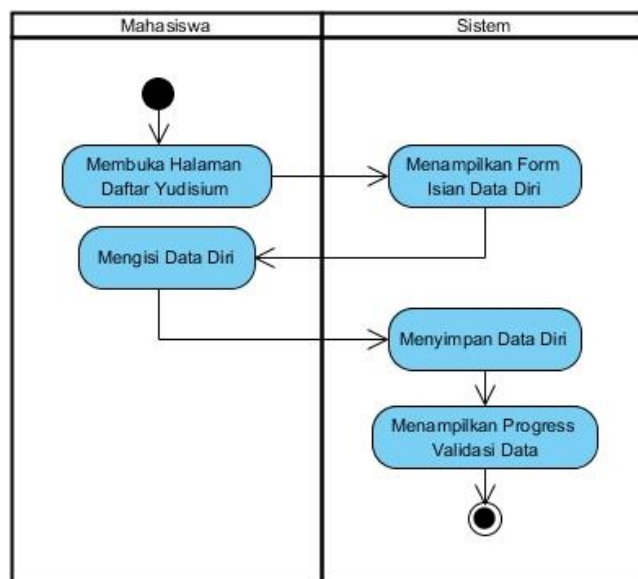 Mahasiswa
Sistem
Membuka Halaman
Daftar Yudisium
Menampilkan Form
Isian Data Diri
Mengisi Data Diri
Menyimpan Data Diri
Menampilkan Progress
Validasi Data